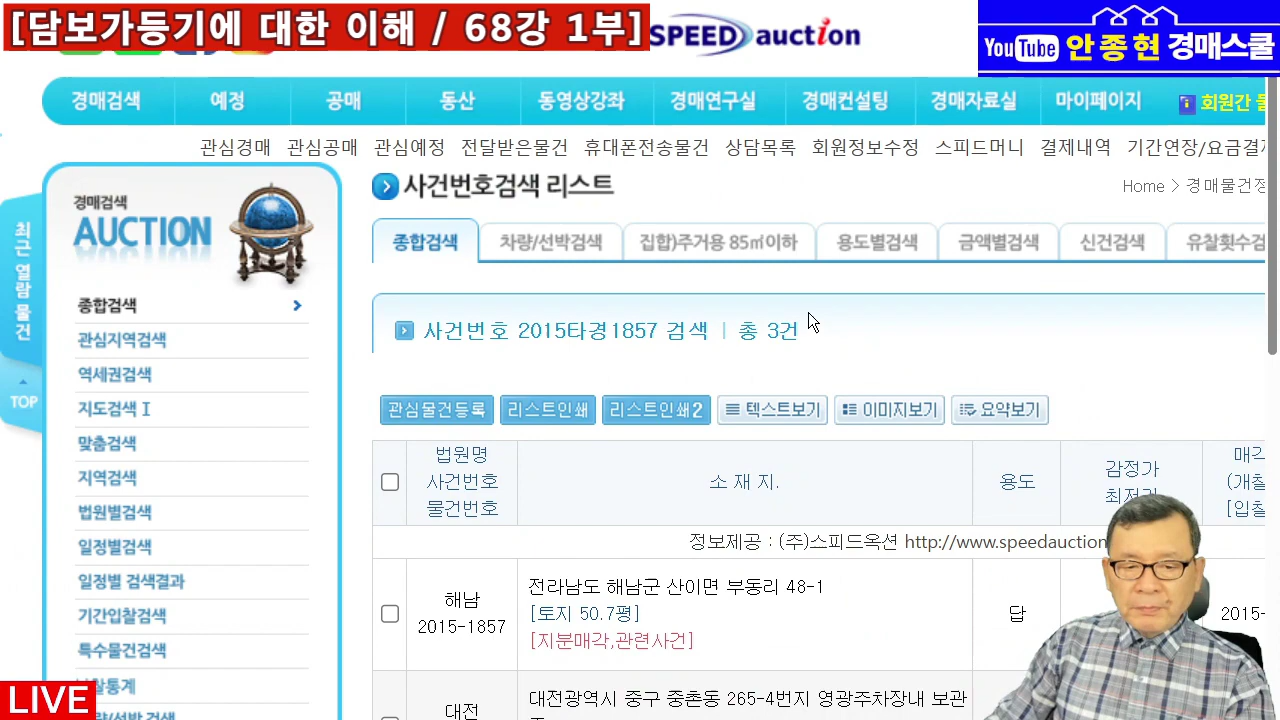 [담보가등기에 대한 이해 / 68강 1부]
SPEED auction
YouTube 안종현 경매스쿨
경매검색 예정 공매 동산 동영상강좌 경매연구실 경매컨설팅 경매자료실 마이페이지 회원간
관심경매 관심공매 관심예정 전달받은물건 휴대폰전송물건 상담목록 회원정보수정 스피드머니 결제내역 기간연장/요금결
최근 열람 물건
TOP
경매검색
AUCTION
종합검색
관심지역검색
역세권검색
지도검색 I
맞춤검색
지역검색
법원별검색
일정별검색
일정별 검색결과
기간입찰검색
특수물건검색
통계
검색
사건번호검색 리스트
Home > 경매물건정
종합검색 차량/선박검색 집합)주거용 85㎡이하 용도별검색 금액별검색 신건검색 유찰횟수검
사건번호 2015타경1857 검색 | 총 3건
관심물건등록 리스트인쇄 리스트인쇄2 텍스트보기 이미지보기 요약보기
법원명
사건번호
물건번호
소 재 지.
용도
감정가
매각
정보제공 : (주)스피드옥션 http://www.speedauction
해남
2015-1857
전라남도 해남군 산이면 부동리 48-1
[토지 50.7평]
[지분매각,관련사건]
답
2015-
대전
대전광역시 중구 중촌동 265-4번지 영광주차장내 보관
LIVE